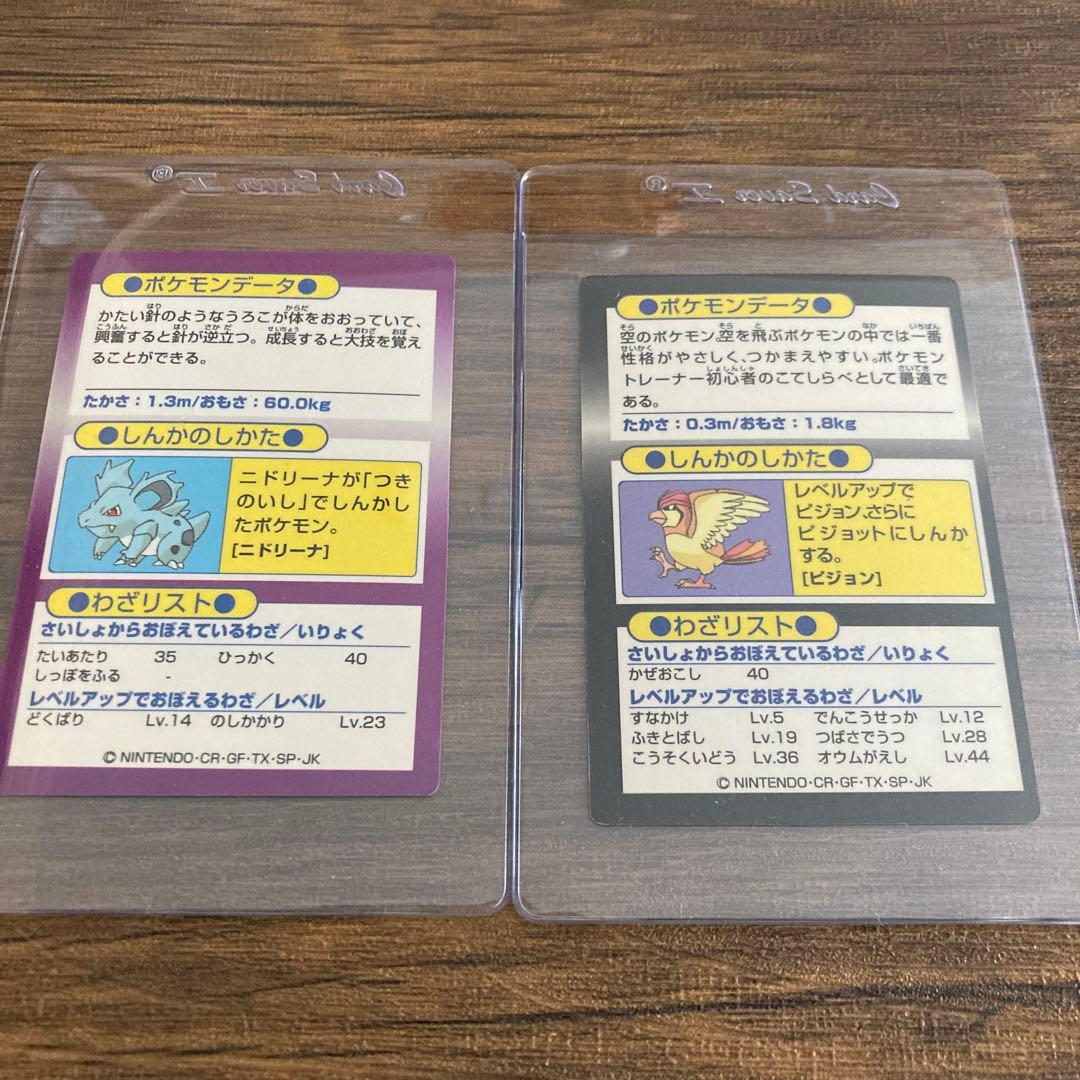 Card Saver II®
●ポケモンデータ●
かたい針のようなうろこが体をおおっていて、
興奮すると針が逆立つ。成長すると大技を覚え
ることができる。
たかさ：1.3m/おもさ：60.0kg
●しんかのしかた●
ニドリーナが「つき
のいし」でしんかし
たポケモン。
[ニドリーナ]
●わざリスト●
さいしょからおぼえているわざ／いりょく
たいあたり 35 ひっかく 40
しっぽをふる -
レベルアップでおぼえるわざ／レベル
どくばり Lv.14 のしかかり Lv.23
© NINTENDO・CR・GF・TX・SP・JK
Card Saver I®
●ポケモンデータ●
空のポケモン。空を飛ぶポケモンの中では一番
性格がやさしく、つかまえやすい。ポケモン
トレーナー初心者のこてしらべとして最適で
ある。
たかさ：0.3m/おもさ：1.8kg
●しんかのしかた●
レベルアップで
ピジョン、さらに
ピジョットにしんか
する。
[ピジョン]
●わざリスト●
さいしょからおぼえているわざ／いりょく
かぜおこし 40
レベルアップでおぼえるわざ／レベル
すなかけ Lv.5 でんこうせっか Lv.12
ふきとばし Lv.19 つばさでうつ Lv.28
こうそくいどう Lv.36 オウムがえし Lv.44
© NINTENDO・CR・GF・TX・SP・JK